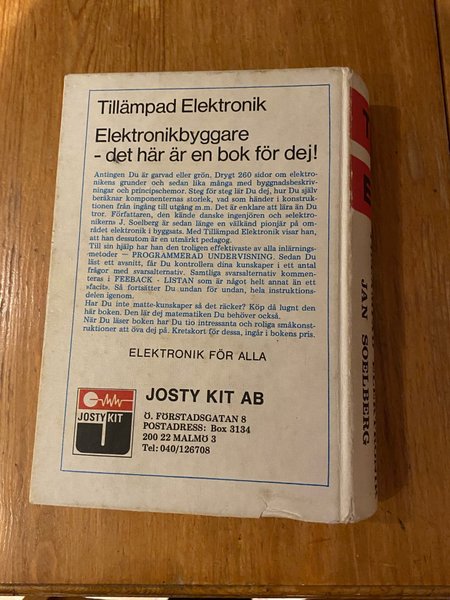 Tillämpad Elektronik
Elektronikbyggare
- det här är en bok för dej!
Antingen Du är garvad eller grön, Drygt 260 sidor om elektro-
nikens grunder och sedan lika många med byggnadsbeskriv-
ningar och principschemor. Steg för steg lär Du dej, hur Du själv
beräknar komponenternas storlek, vad som händer i konstruk-
tionen från ingång till utgång m.m. Det är enklare att lära än Du
tror. Författaren, den kände danske ingenjören och selektro-
nikern J. Soelberg är sedan länge en välkänd pionjär på om-
rådet elektronik i byggsats. Med Tillämpad Elektronik visar han,
att han dessutom är en utmärkt pedagog.
Till sin hjälp har han den troligen effektivaste av alla inlärnings-
metoder — PROGRAMMERAD UNDERVISNING. Sedan Du
läst ett avsnitt, får Du kontrollera dina kunskaper i ett antal
frågor med svarsalternativ. Samtliga svarsalternativ kommen-
teras i FEEBACK - LISTAN som är något helt annat än ett
«facit». Så fortsätter Du undan för undan, hela instruktions-
delen igenom.
Har Du inte matte-kunskaper så det räcker? Köp då lugnt den
här boken. Den lär dej matematiken Du behöver också.
När Du läser boken har Du tio intressanta och roliga småkonst-
ruktioner att öva dej på. Kretskort för dessa, ingår i bokens pris.
ELEKTRONIK FÖR ALLA
JOSTY KIT
JOSTY KIT AB
Ö. FÖRSTADSGATAN 8
POSTADRESS: Box 3134
200 22 MALMÖ 3
Tel: 040/126708
JAN SOELBERG